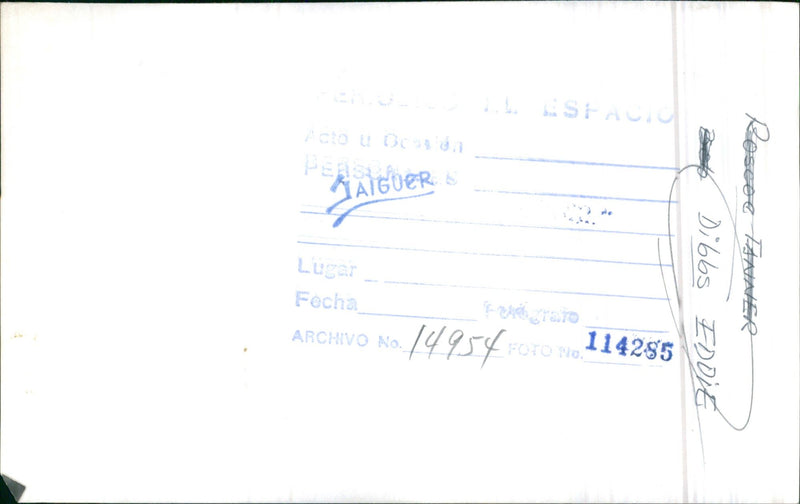 PERIODICO EL ESPACIO
Acto u Ocasión
PERSONAJES
JAIGUER
Lugar
Fecha Fotógrafo
ARCHIVO No. 14954 FOTO No. 114285
Roscoe TANNER
Dibbs EDDIE